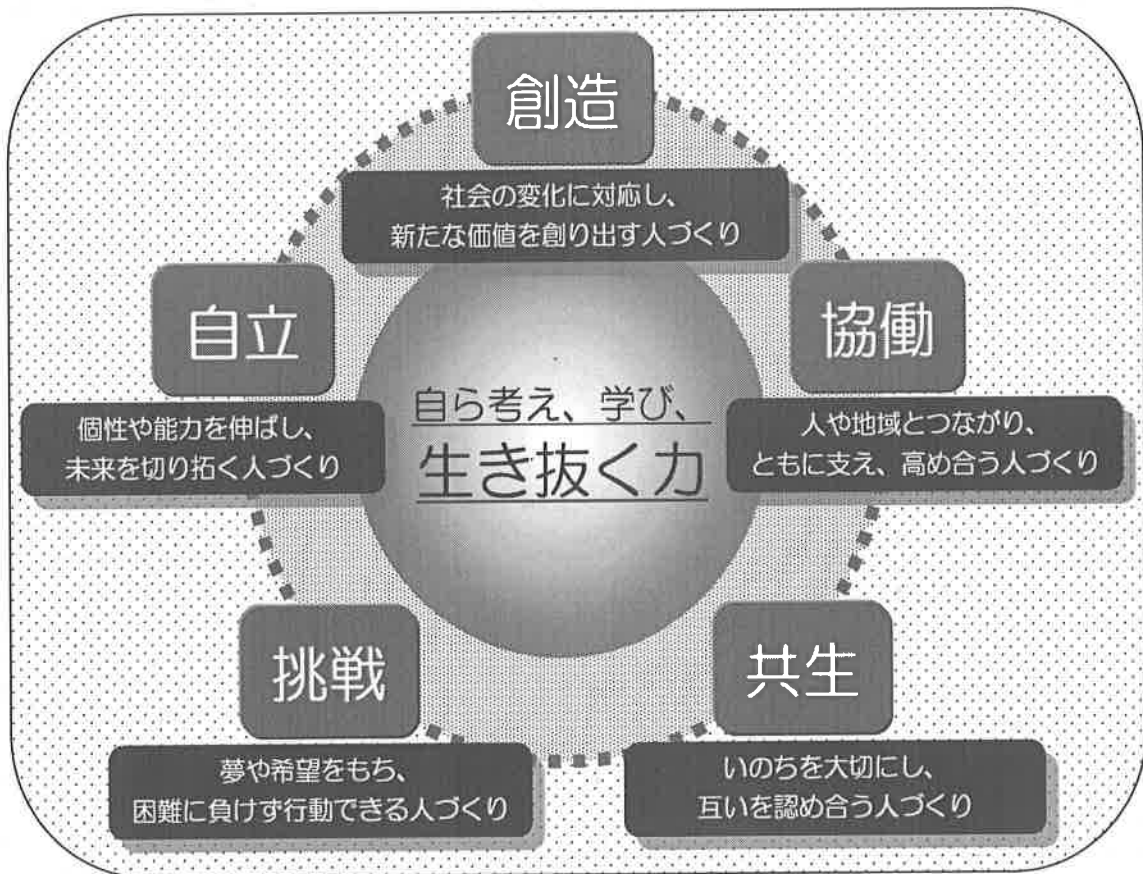 創造
社会の変化に対応し、
新たな価値を創り出す人づくり
自立
個性や能力を伸ばし、
未来を切り拓く人づくり
自ら考え、学び、
生き抜く力
協働
人や地域とつながり、
ともに支え、高め合う人づくり
挑戦
夢や希望をもち、
困難に負けず行動できる人づくり
共生
いのちを大切にし、
互いを認め合う人づくり